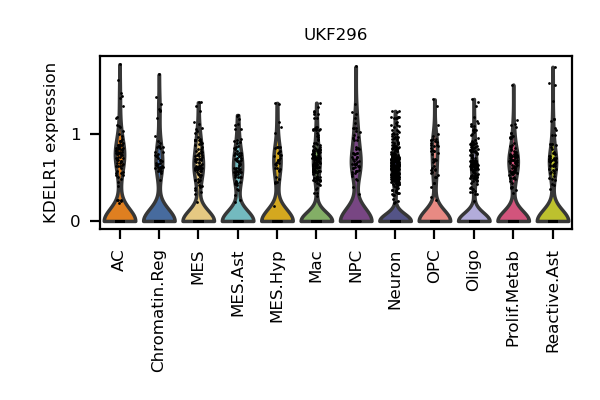 UKF296
KDELR1 expression
1
0
AC
Chromatin.Reg
MES
MES.Ast
MES.Hyp
Mac
NPC
Neuron
OPC
Oligo
Prolif.Metab
Reactive.Ast